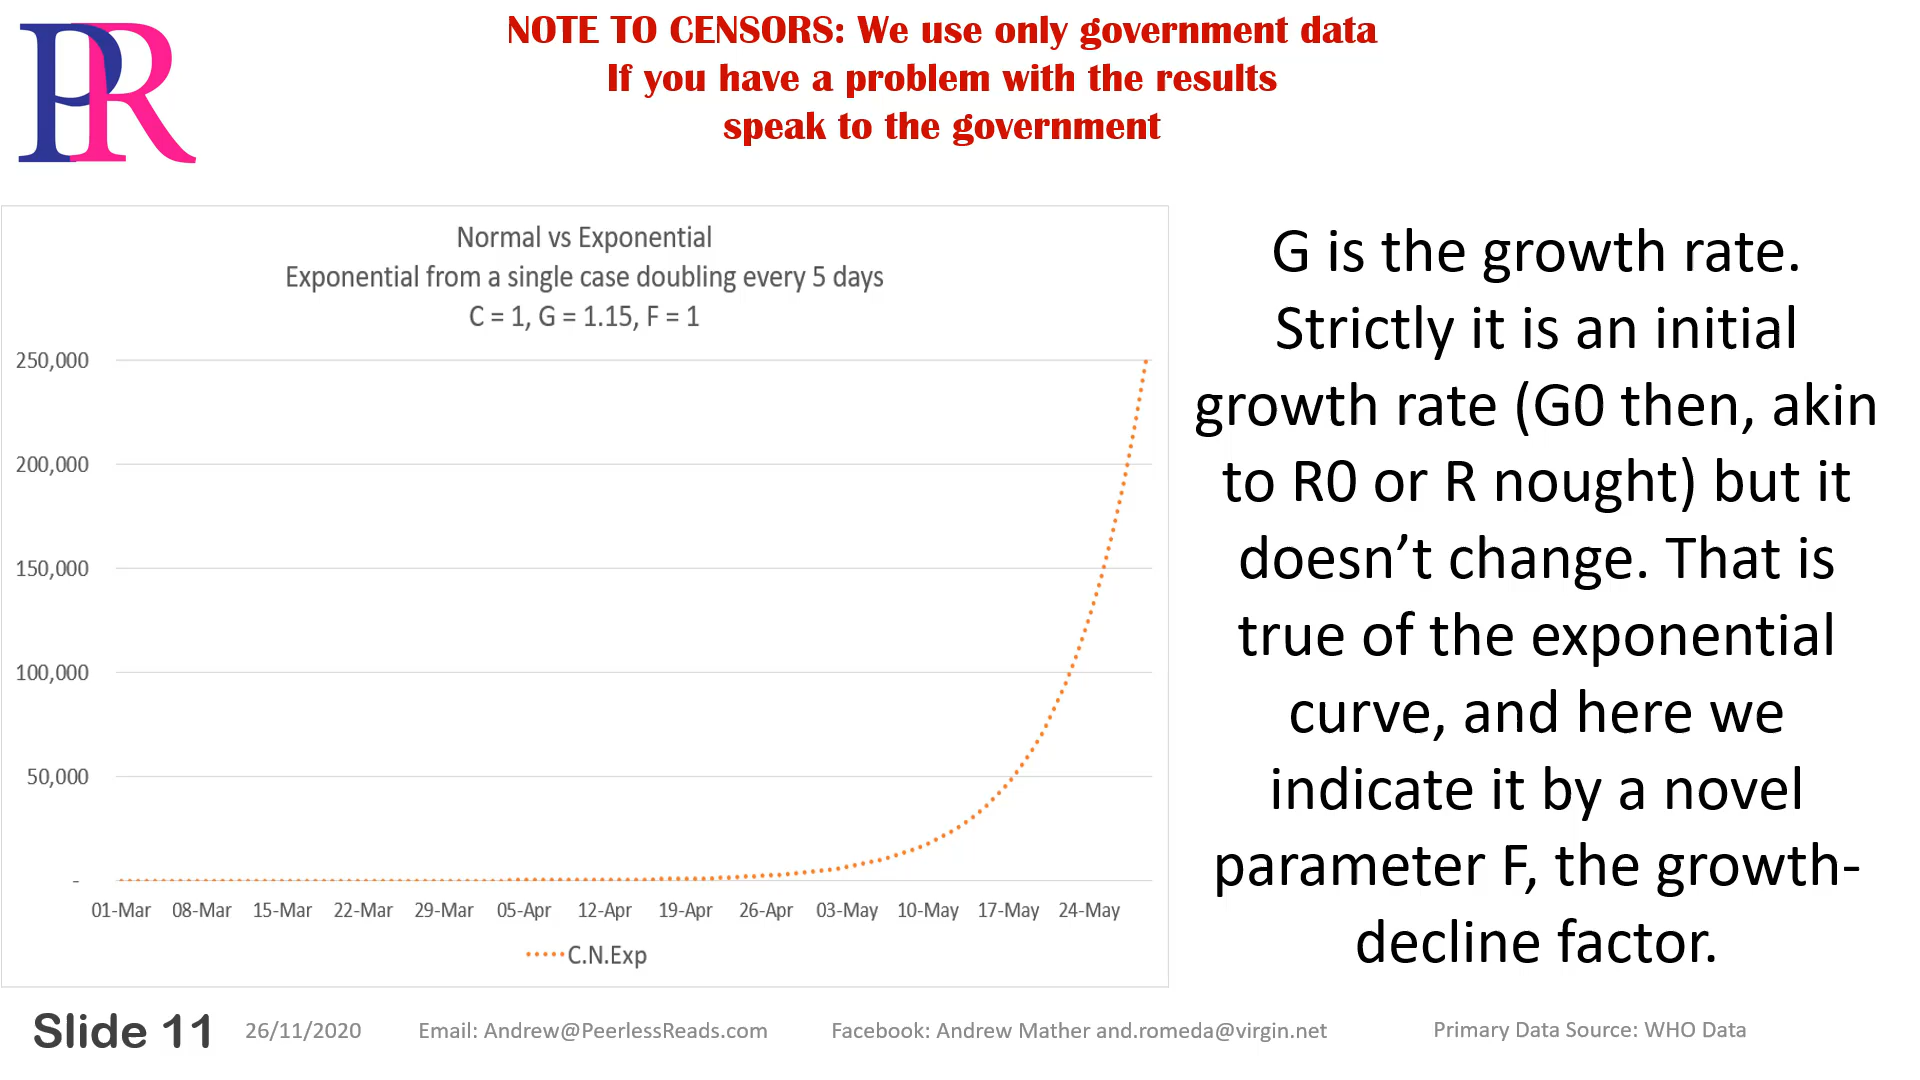 PR
NOTE TO CENSORS: We use only government data
If you have a problem with the results
speak to the government
Normal vs Exponential
Exponential from a single case doubling every 5 days
C = 1, G = 1.15, F = 1
250,000
200,000
150,000
100,000
50,000
-
01-Mar 08-Mar 15-Mar 22-Mar 29-Mar 05-Apr 12-Apr 19-Apr 26-Apr 03-May 10-May 17-May 24-May
C.N.Exp
G is the growth rate.
Strictly it is an initial
growth rate (G0 then, akin
to R0 or R nought) but it
doesn’t change. That is
true of the exponential
curve, and here we
indicate it by a novel
parameter F, the growth-
decline factor.
Slide 11 26/11/2020 Email: Andrew@PeerlessReads.com Facebook: Andrew Mather and.romeda@virgin.net Primary Data Source: WHO Data